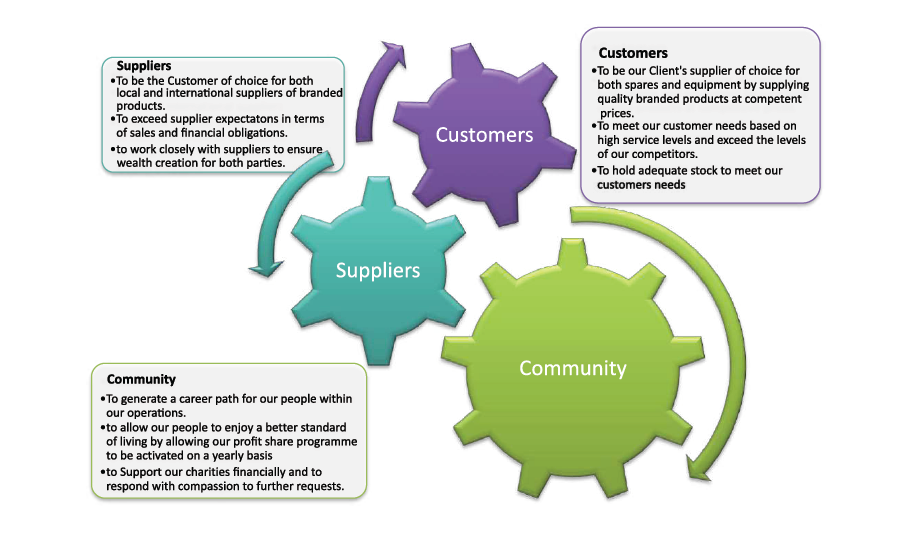 Suppliers
•To be the Customer of choice for both
local and international suppliers of branded
products.
•To exceed supplier expectatons in terms
of sales and financial obligations.
•to work closely with suppliers to ensure
wealth creation for both parties.
Customers
Customers
•To be our Client's supplier of choice for
both spares and equipment by supplying
quality branded products at competent
prices.
•To meet our customer needs based on
high service levels and exceed the levels
of our competitors.
•To hold adequate stock to meet our
customers needs
Suppliers
Community
Community
•To generate a career path for our people within
our operations.
•to allow our people to enjoy a better standard
of living by allowing our profit share programme
to be activated on a yearly basis
•to Support our charities financially and to
respond with compassion to further requests.